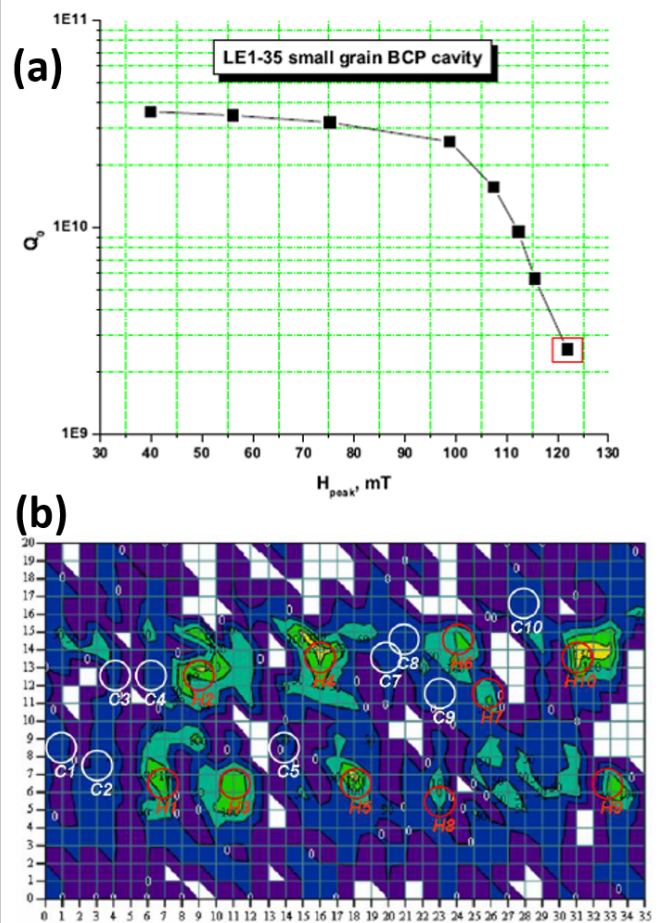 (a)
LE1-35 small grain BCP cavity
1E11
1E10
1E9
Q0
30 40 50 60 70 80 90 100 110 120 130
Hpeak, mT
(b)
20
19
18
17
16
15
14
13
12
11
10
9
8
7
6
5
4
3
2
1
0
C10
C8
C7
H6
H4
H10
C3 C4
H2
C9
H7
C1
C2
C5
H1
H3
H5
H8
H9
0 1 2 3 4 5 6 7 8 9 10 11 12 13 14 15 16 17 18 19 20 21 22 23 24 25 26 27 28 29 30 31 32 33 34 35